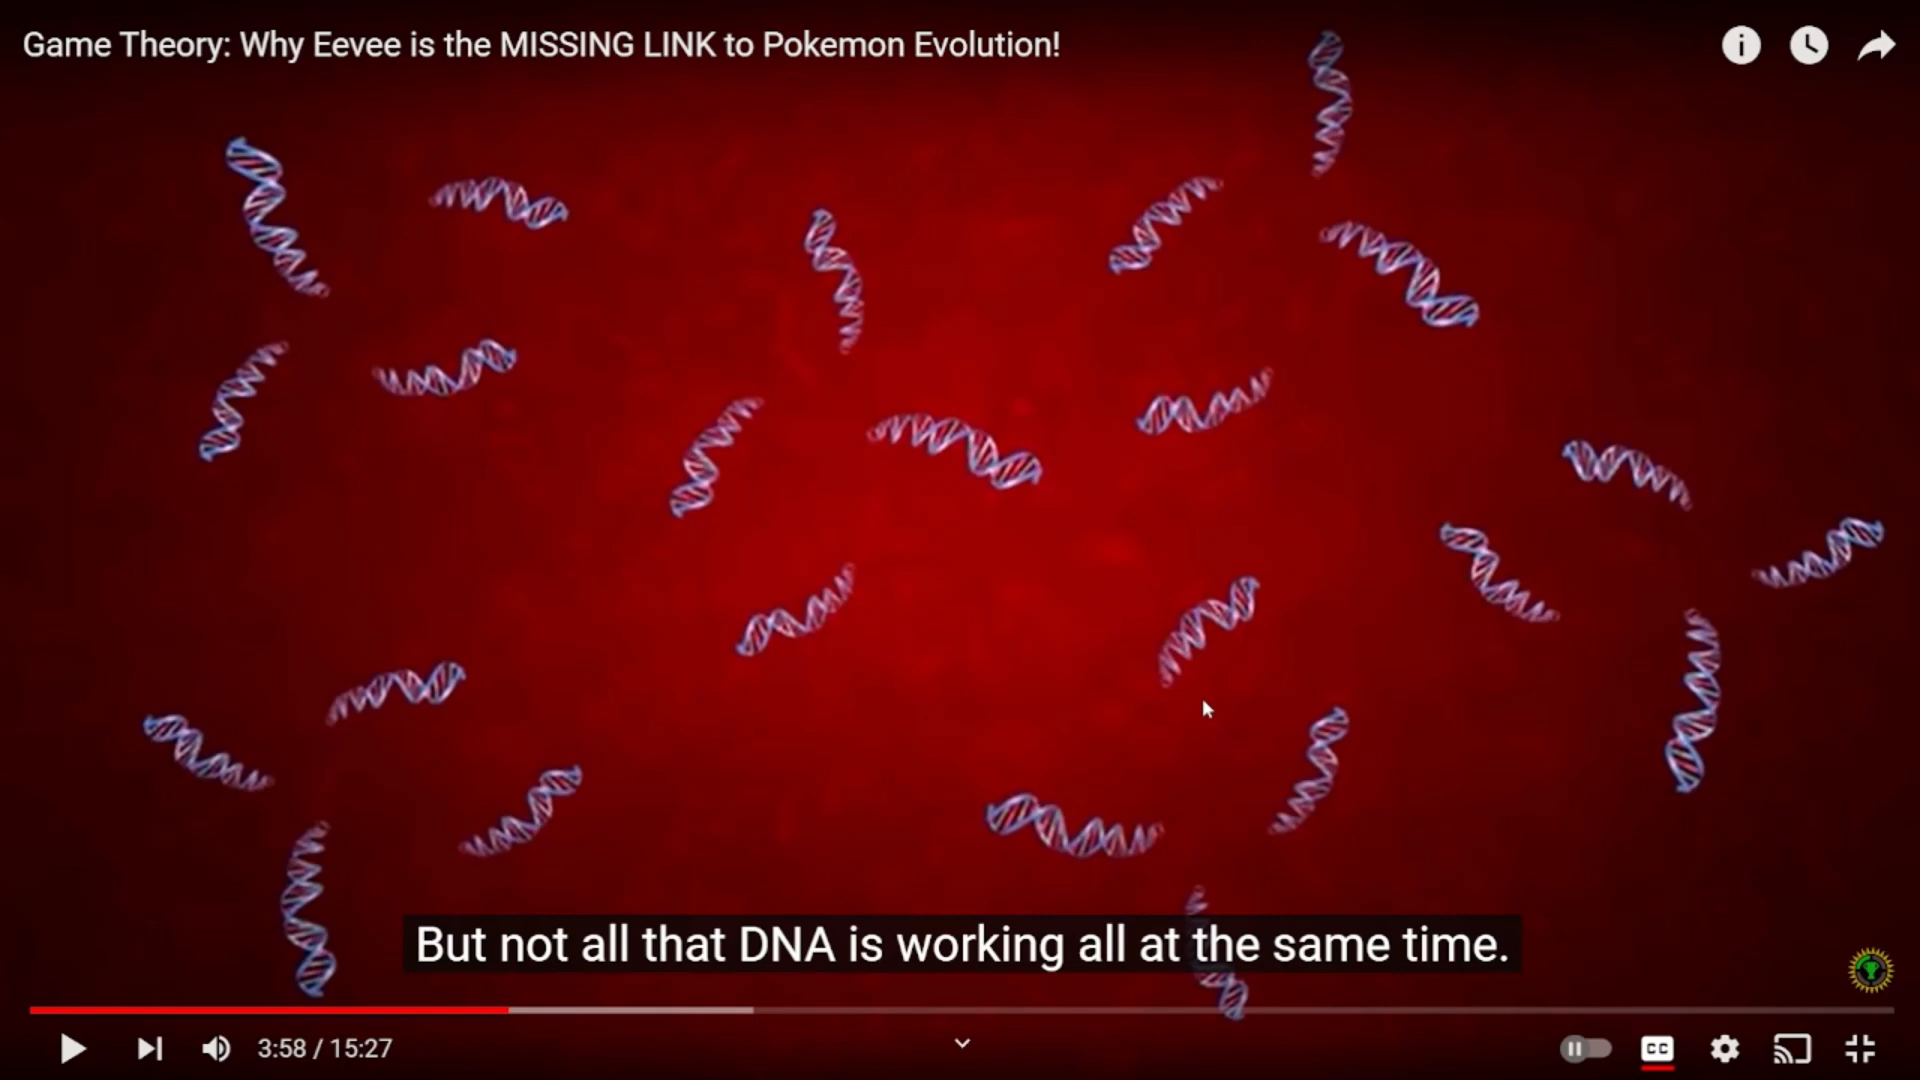 Game Theory: Why Eevee is the MISSING LINK to Pokemon Evolution!
But not all that DNA is working all at the same time.
3:58 / 15:27
CC